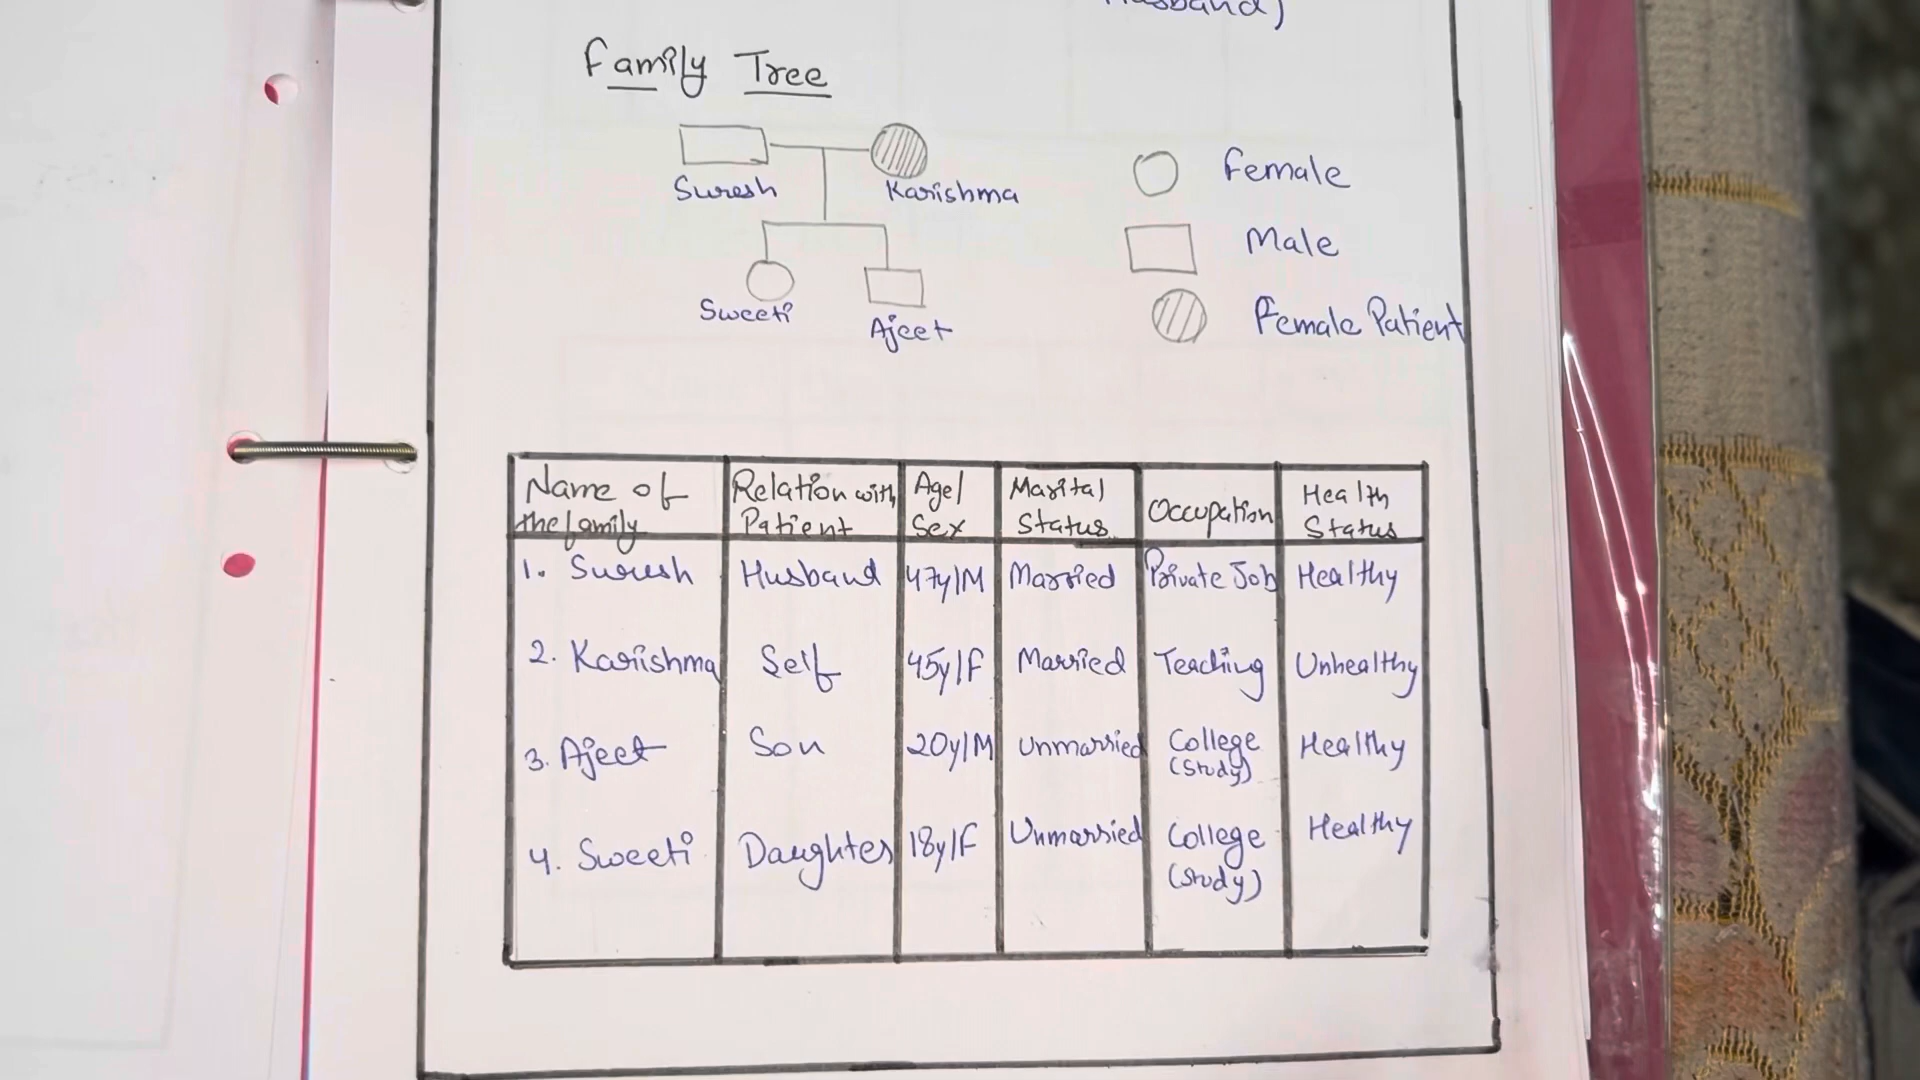 Husband)
Family Tree
Suresh
Karishma
Sweeti
Ajeet
Female
Male
Female Patient
Name of the family | Relation with Patient | Age/Sex | Marital Status | Occupation | Health Status
1. Suresh | Husband | 47y/M | Married | Private Job | Healthy
2. Karishma | Self | 45y/F | Married | Teaching | Unhealthy
3. Ajeet | Son | 20y/M | Unmarried | College (Study) | Healthy
4. Sweeti | Daughter | 18y/F | Unmarried | College (Study) | Healthy